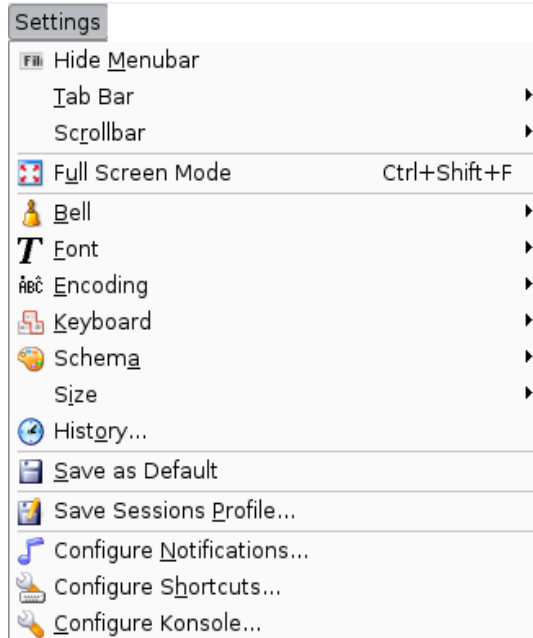 Settings
Hide Menubar
Tab Bar
Scrollbar
Full Screen Mode Ctrl+Shift+F
Bell
Font
Encoding
Keyboard
Schema
Size
History...
Save as Default
Save Sessions Profile...
Configure Notifications...
Configure Shortcuts...
Configure Konsole...